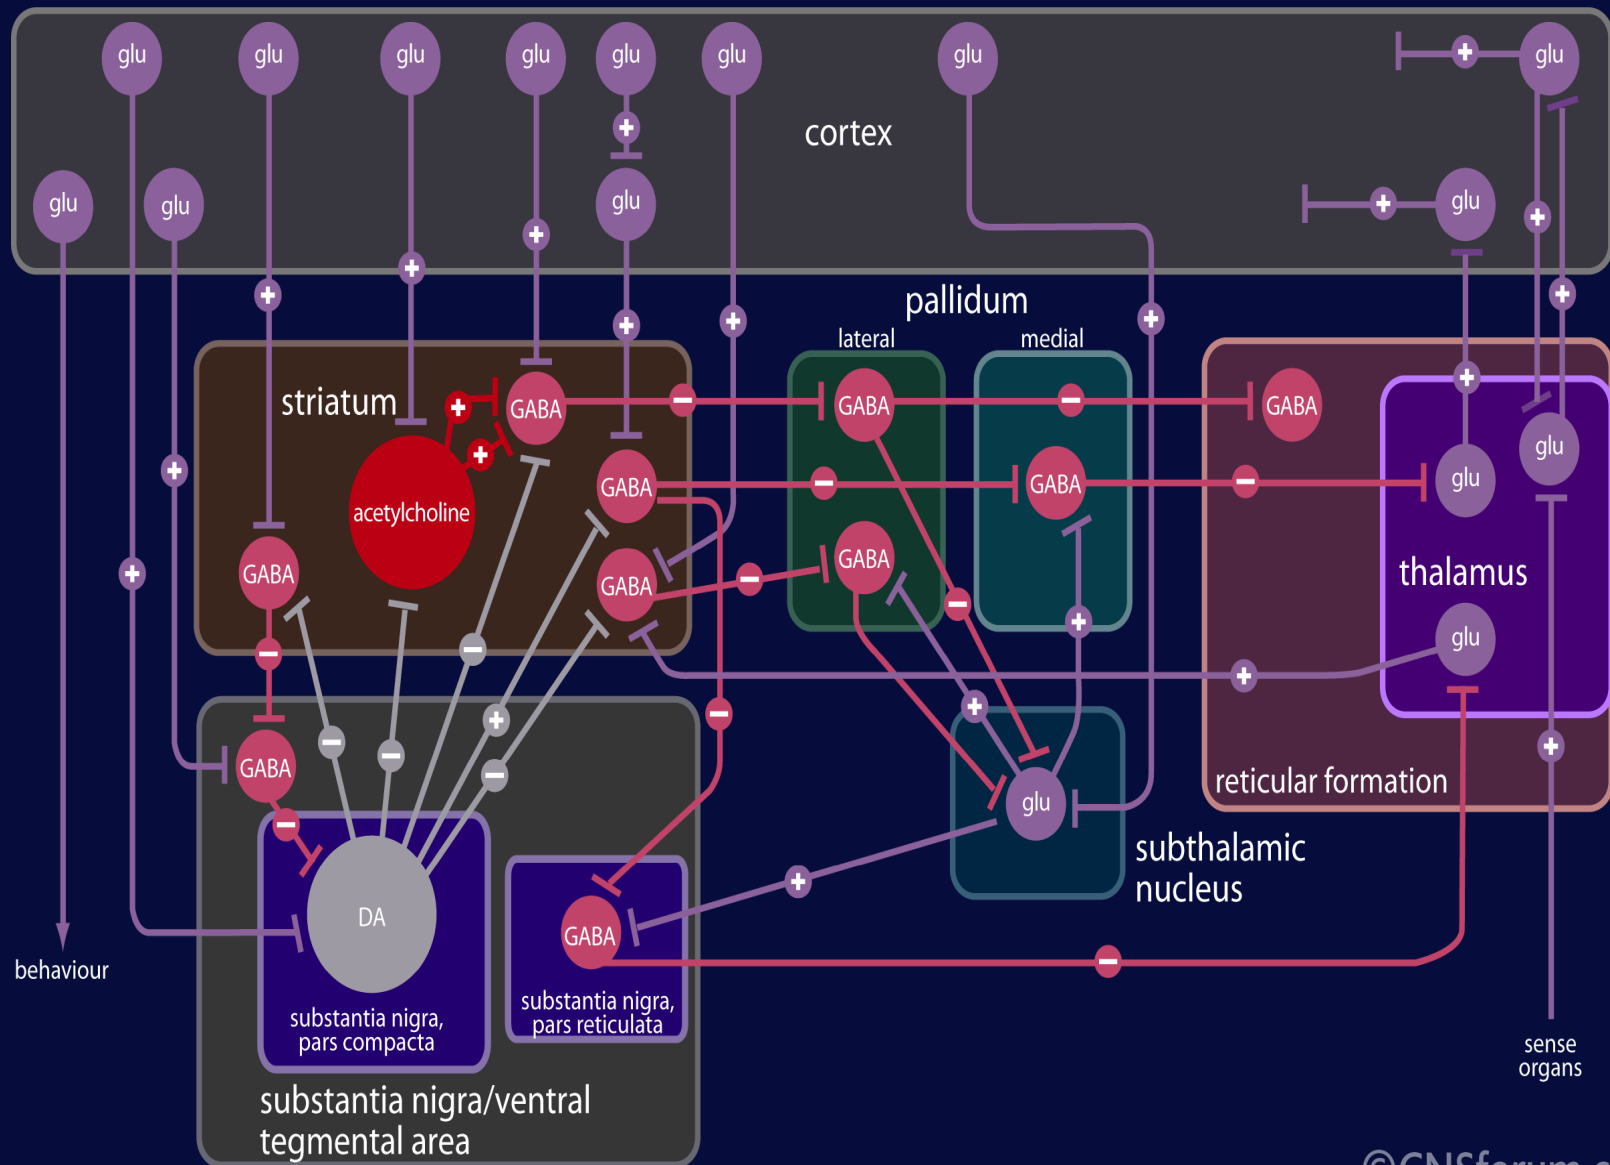 glu
glu
glu
glu
glu
glu
glu
glu
cortex
glu
glu
glu
glu
pallidum
lateral
medial
striatum
GABA
GABA
GABA
acetylcholine
GABA
GABA
glu
glu
GABA
GABA
GABA
thalamus
glu
GABA
reticular formation
glu
subthalamic
nucleus
DA
GABA
behaviour
substantia nigra,
pars compacta
substantia nigra,
pars reticulata
sense
organs
substantia nigra/ventral
tegmental area